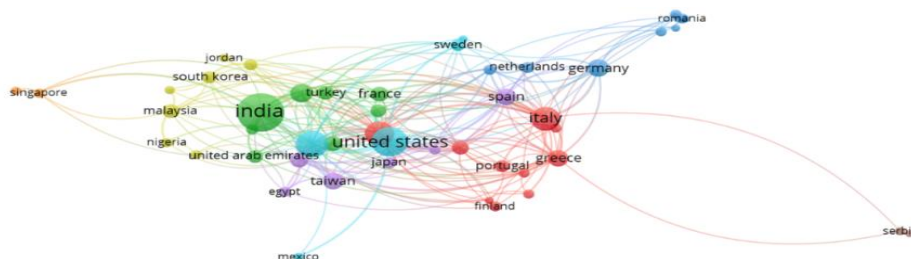 romania
sweden
jordan
netherlands
germany
south korea
singapore
turkey
france
spain
malaysia
india
italy
nigeria
united states
united arab emirates
japan
portugal
greece
taiwan
egypt
finland
serbi
mexico